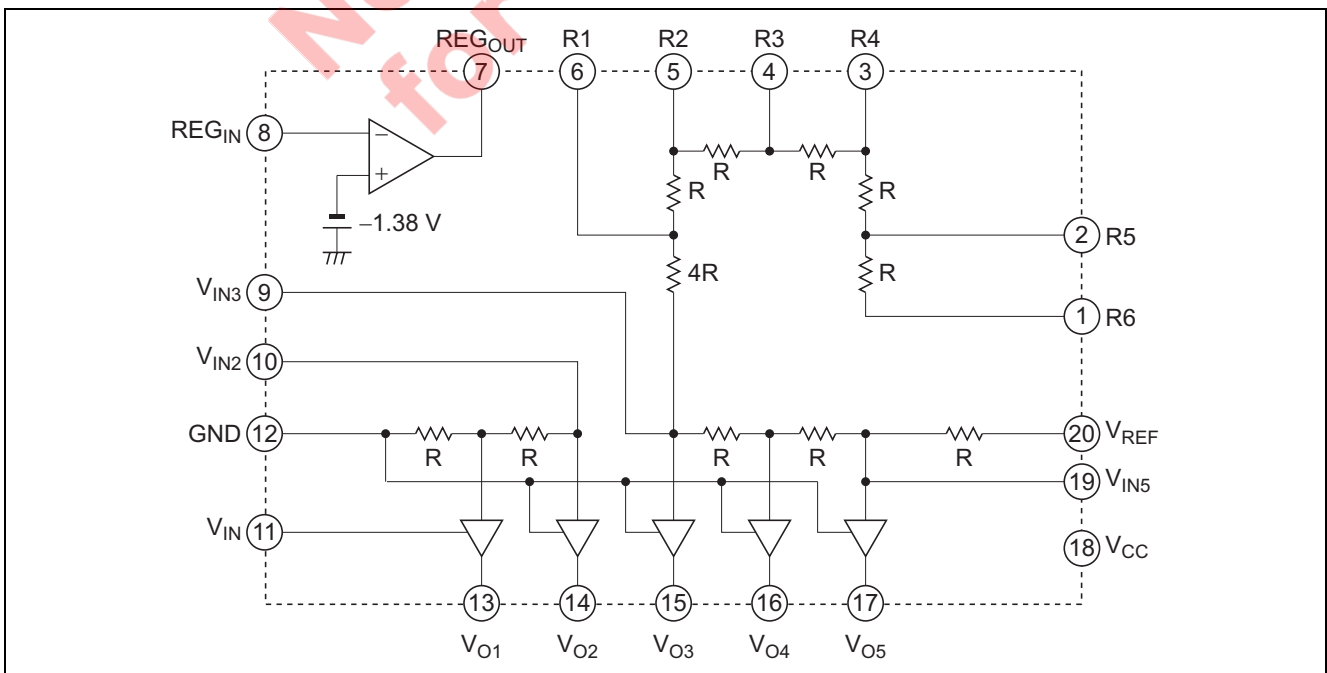 REGOUT R1 R2 R3 R4
7 6 5 4 3
REGIN 8
−
+
−1.38 V
R R
R R
2 R5
4R R
VIN3 9
1 R6
VIN2 10
GND 12
R R R R R
20 VREF
19 VIN5
VIN 11
18 VCC
13 14 15 16 17
VO1 VO2 VO3 VO4 VO5
for